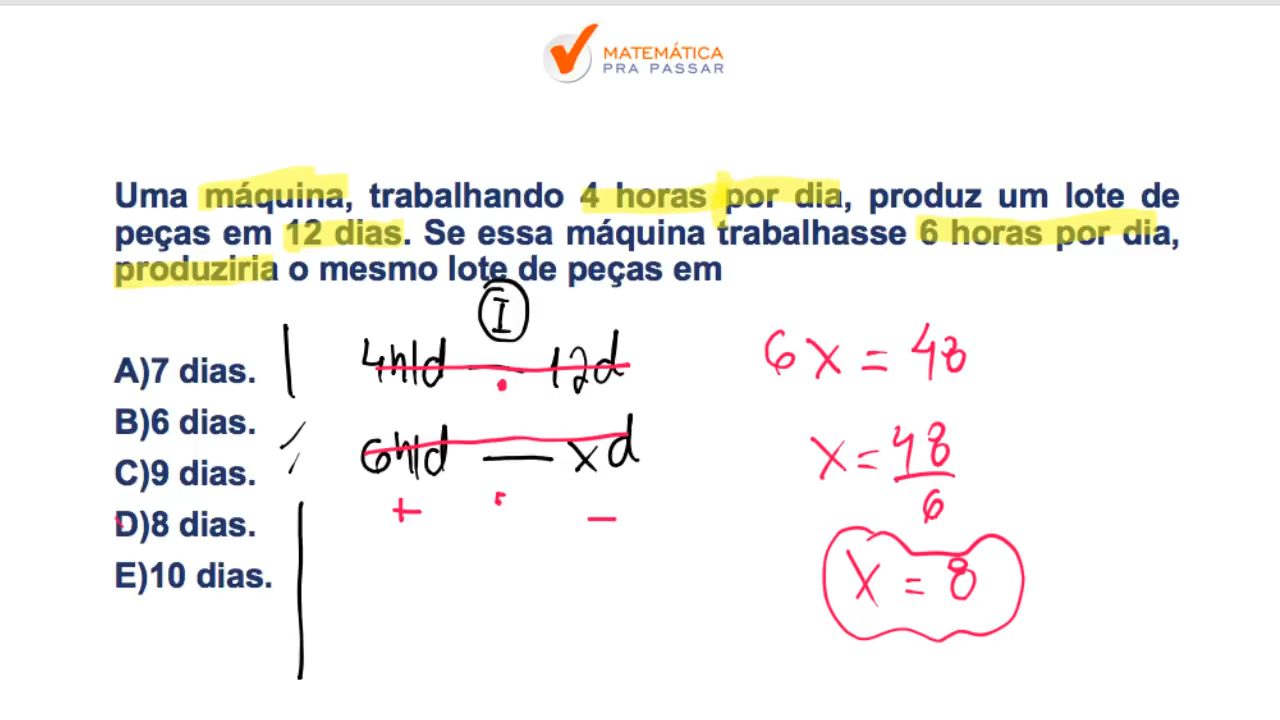 MATEMÁTICA
PRA PASSAR
Uma máquina, trabalhando 4 horas por dia, produz um lote de
peças em 12 dias. Se essa máquina trabalhasse 6 horas por dia,
produziria o mesmo lote de peças em
I
A)7 dias.
B)6 dias.
C)9 dias.
D)8 dias.
E)10 dias.
4h/d — 12d
6h/d — xd
+ −
6x = 48
x = 48/6
x = 8